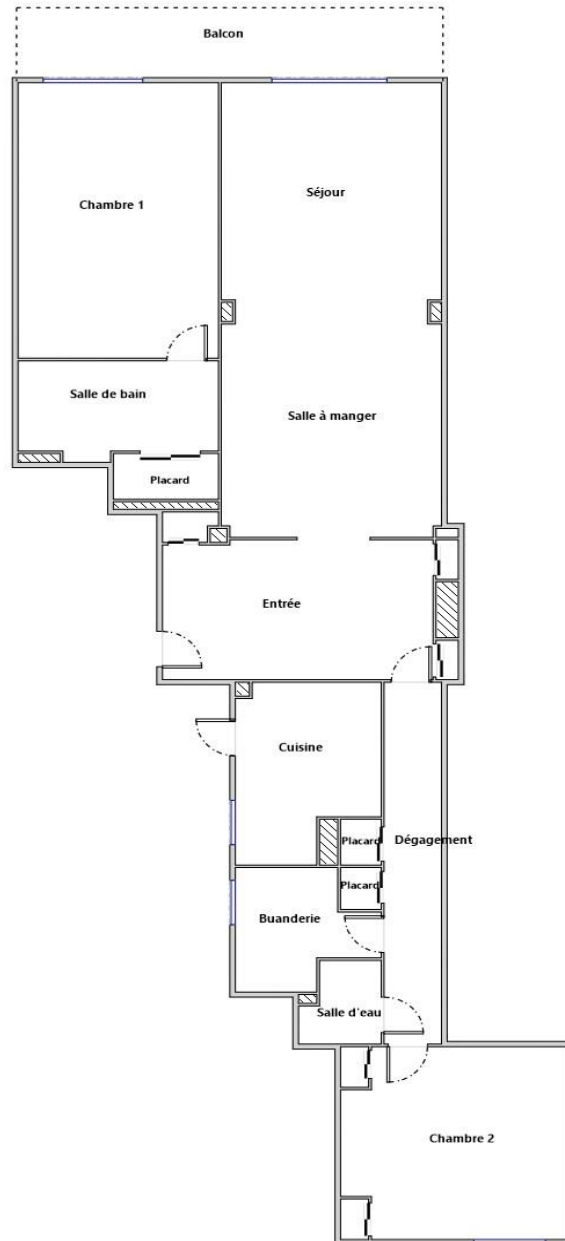 Balcon
Chambre 1
Séjour
Salle de bain
Salle à manger
Placard
Entrée
Cuisine
Placard
Dégagement
Placard
Buanderie
Salle d'eau
Chambre 2